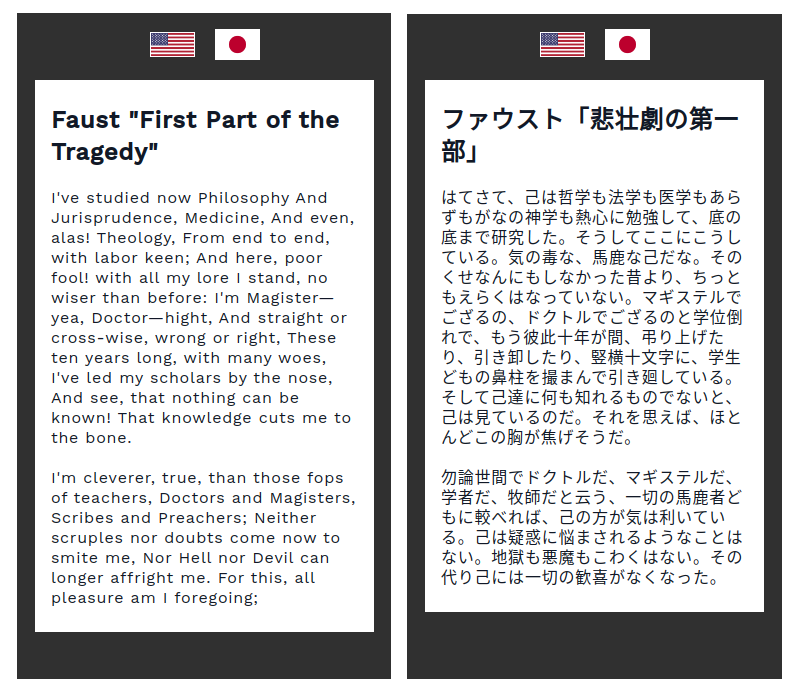 Faust "First Part of the
Tragedy"
I've studied now Philosophy And
Jurisprudence, Medicine, And even,
alas! Theology, From end to end,
with labor keen; And here, poor
fool! with all my lore I stand, no
wiser than before: I'm Magister—
yea, Doctor—hight, And straight or
cross-wise, wrong or right, These
ten years long, with many woes,
I've led my scholars by the nose,
And see, that nothing can be
known! That knowledge cuts me to
the bone.
I'm cleverer, true, than those fops
of teachers, Doctors and Magisters,
Scribes and Preachers; Neither
scruples nor doubts come now to
smite me, Nor Hell nor Devil can
longer affright me. For this, all
pleasure am I foregoing;
ファウスト「悲壮劇の第一
部」
はてさて、己は哲学も法学も医学もあら
ずもがなの神学も熱心に勉強して、底の
底まで研究した。そうしてここにこうし
ている。気の毒な、馬鹿な己だな。その
くせなんにもしなかった昔より、ちっと
もえらくはなっていない。マギステルで
ござるの、ドクトルでござるのと学位倒
れで、もう彼此十年が間、弔り上げた
り、引き卸したり、竪横十文字に、学生
どもの鼻柱を撮まんで引き廻している。
そして己達に何も知れるものでないと、
己は見ているのだ。それを思えば、ほと
んどこの胸が焦げそうだ。
勿論世間でドクトルだ、マギステルだ、
学者だ、牧師だと云う、一切の馬鹿者ど
もに較べれば、己の方が気は利いてい
る。己は疑惑に悩まされるようなことは
ない。地獄も悪魔もこわくはない。その
代り己には一切の歓喜がなくなった。